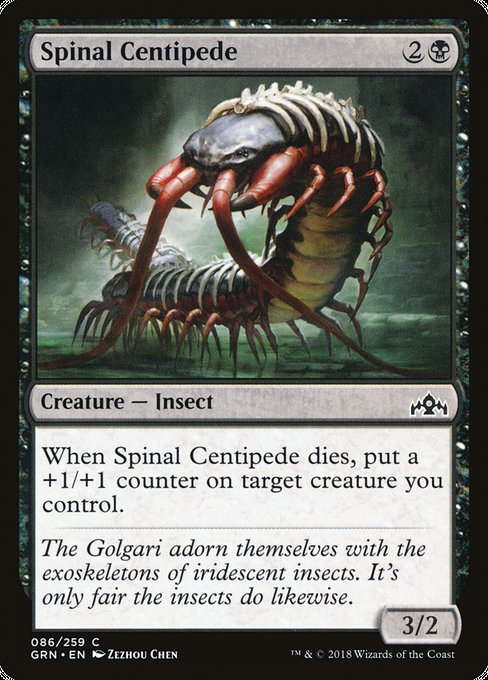 Spinal Centipede 2
Creature — Insect
When Spinal Centipede dies, put a
+1/+1 counter on target creature you
control.
The Golgari adorn themselves with the
exoskeletons of iridescent insects. It's
only fair the insects do likewise.
3/2
086/259 C
GRN • EN Zezhou Chen
™ & © 2018 Wizards of the Coast